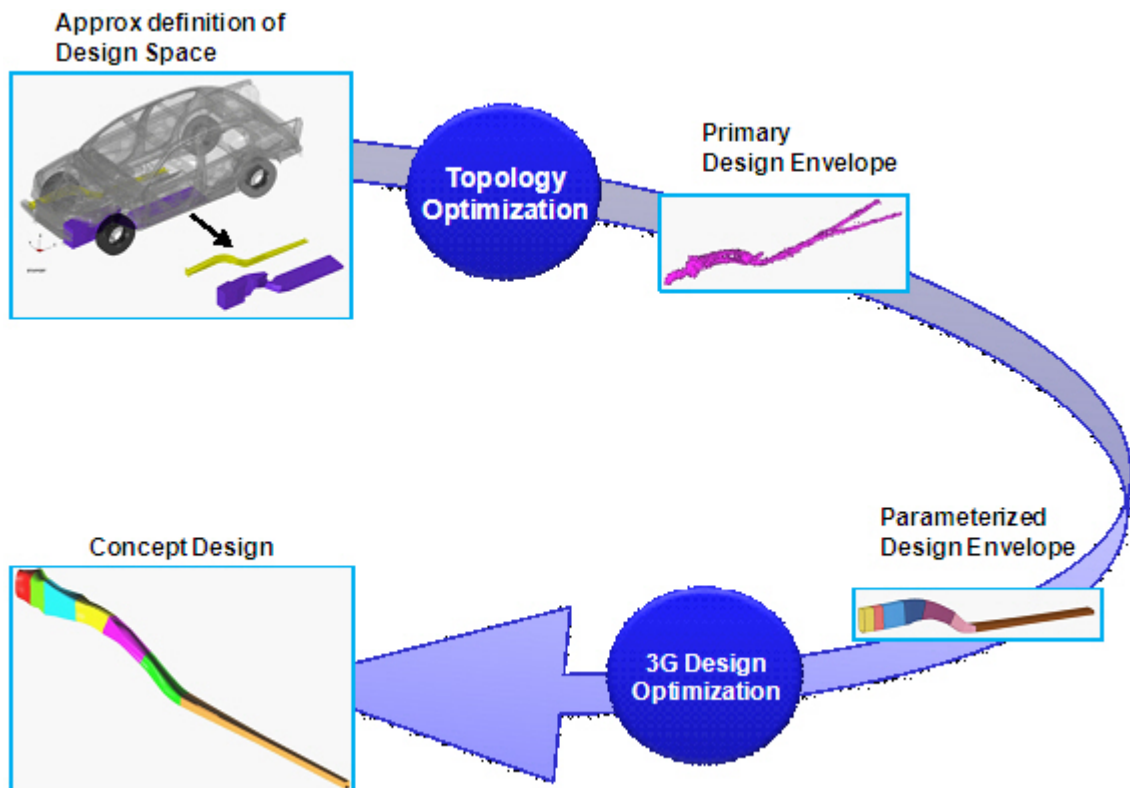 Approx definition of
Design Space
Topology
Optimization
Primary
Design Envelope
Parameterized
Design Envelope
3G Design
Optimization
Concept Design